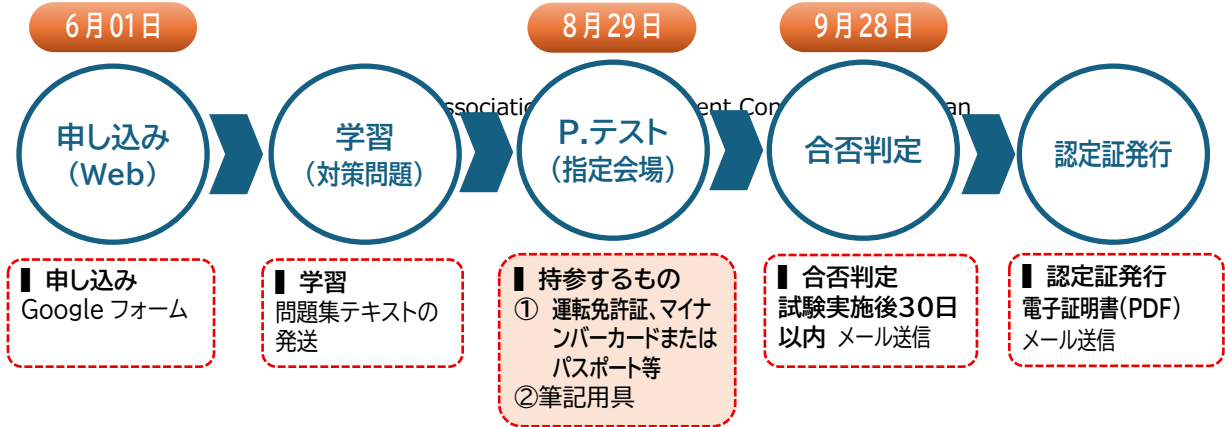 6月01日
8月29日
9月28日
ssociatio
ent Con
an
申し込み
(Web)
学習
(対策問題)
P.テスト
(指定会場)
合否判定
認定証発行
▌申し込み
Google フォーム
▌学習
問題集テキストの
発送
▌持参するもの
① 運転免許証、マイナ
ンバーカードまたは
パスポート等
②筆記用具
▌合否判定
試験実施後30日
以内 メール送信
▌認定証発行
電子証明書(PDF)
メール送信